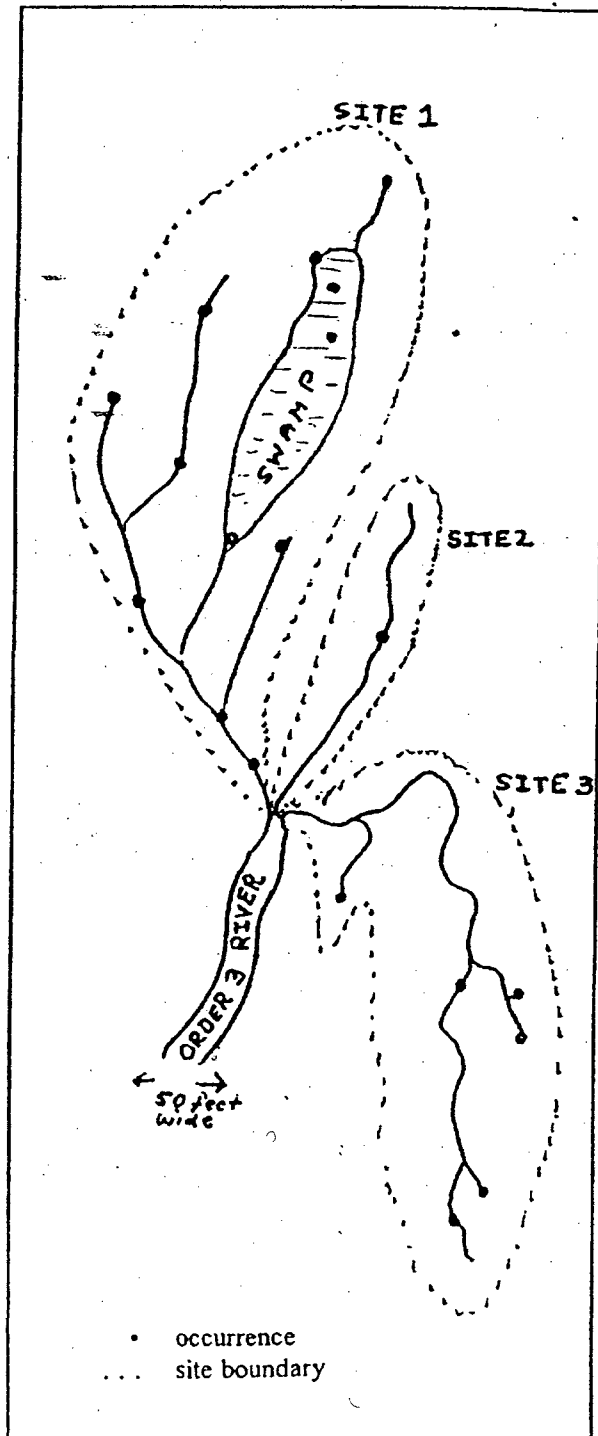 SITE 1
SWAMP
SITE 2
SITE 3
ORDER 3 RIVER
50 feet
wide
• occurrence
... site boundary